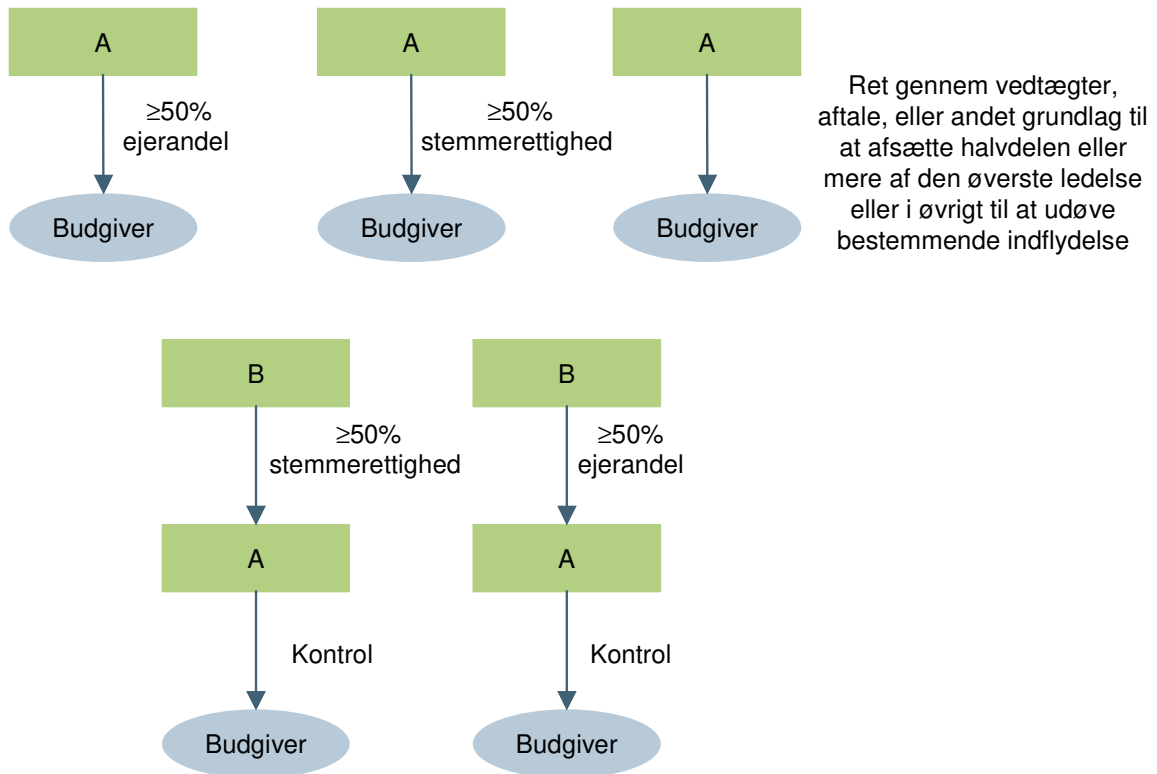 A
≥50%
ejerandel
Budgiver
A
≥50%
stemmerettighed
Budgiver
A
Budgiver
Ret gennem vedtægter,
aftale, eller andet grundlag til
at afsætte halvdelen eller
mere af den øverste ledelse
eller i øvrigt til at udøve
bestemmende indflydelse
B
≥50%
stemmerettighed
A
Kontrol
Budgiver
B
≥50%
ejerandel
A
Kontrol
Budgiver